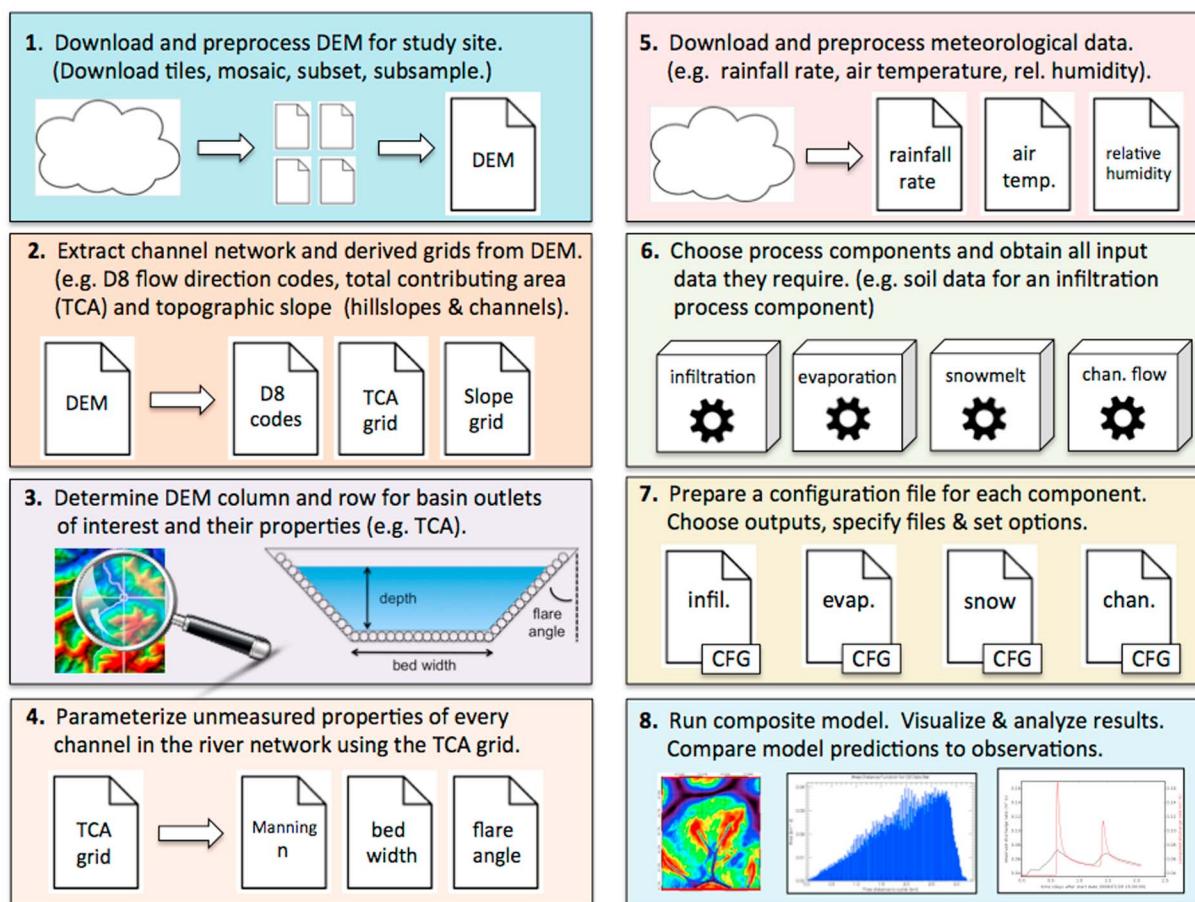 1. Download and preprocess DEM for study site.
(Download tiles, mosaic, subset, subsample.)
DEM
2. Extract channel network and derived grids from DEM.
(e.g. D8 flow direction codes, total contributing area
(TCA) and topographic slope (hillslopes & channels).
DEM
D8
codes
TCA
grid
Slope
grid
3. Determine DEM column and row for basin outlets
of interest and their properties (e.g. TCA).
depth
flare
angle
bed width
4. Parameterize unmeasured properties of every
channel in the river network using the TCA grid.
TCA
grid
Manning
n
bed
width
flare
angle
5. Download and preprocess meteorological data.
(e.g. rainfall rate, air temperature, rel. humidity).
rainfall
rate
air
temp.
relative
humidity
6. Choose process components and obtain all input
data they require. (e.g. soil data for an infiltration
process component)
infiltration
evaporation
snowmelt
chan. flow
7. Prepare a configuration file for each component.
Choose outputs, specify files & set options.
infil.
CFG
evap.
CFG
snow
CFG
chan.
CFG
8. Run composite model. Visualize & analyze results.
Compare model predictions to observations.